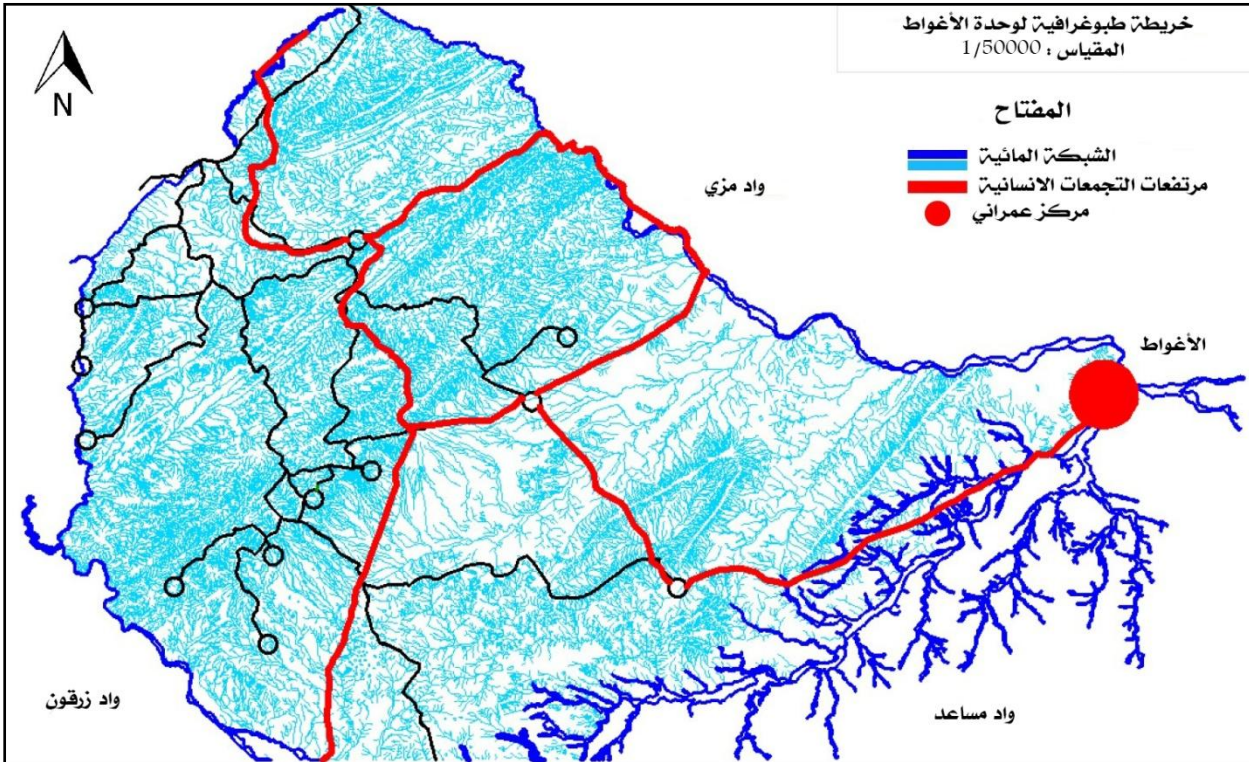 خريطة طبوغرافية لوحدة الأغواط
المقياس : 1/50000
N
المفتاح
الشبكة المائية
مرتفعات التجمعات الانسانية
مركز عمراني
واد مزي
الأغواط
واد زرقون
واد مساعد